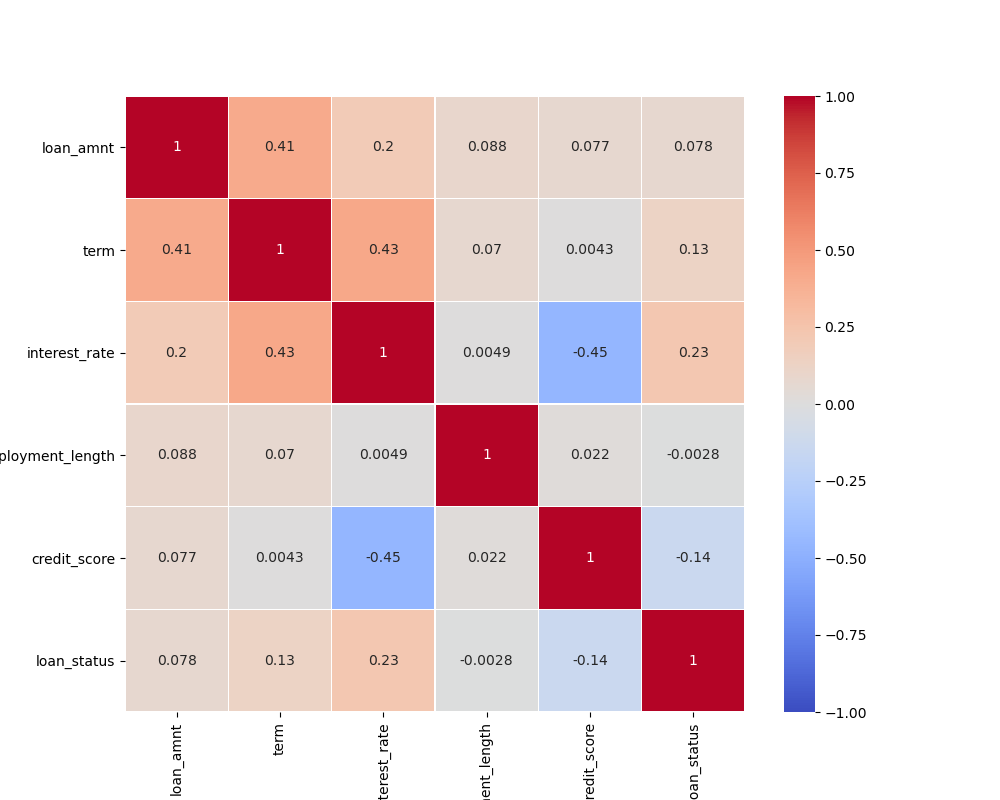 loan_amnt 1 0.41 0.2 0.088 0.077 0.078
term 0.41 1 0.43 0.07 0.0043 0.13
interest_rate 0.2 0.43 1 0.0049 -0.45 0.23
ployment_length 0.088 0.07 0.0049 1 0.022 -0.0028
credit_score 0.077 0.0043 -0.45 0.022 1 -0.14
loan_status 0.078 0.13 0.23 -0.0028 -0.14 1
loan_amnt
term
terest_rate
ment_length
redit_score
oan_status
1.00
0.75
0.50
0.25
0.00
−0.25
−0.50
−0.75
−1.00